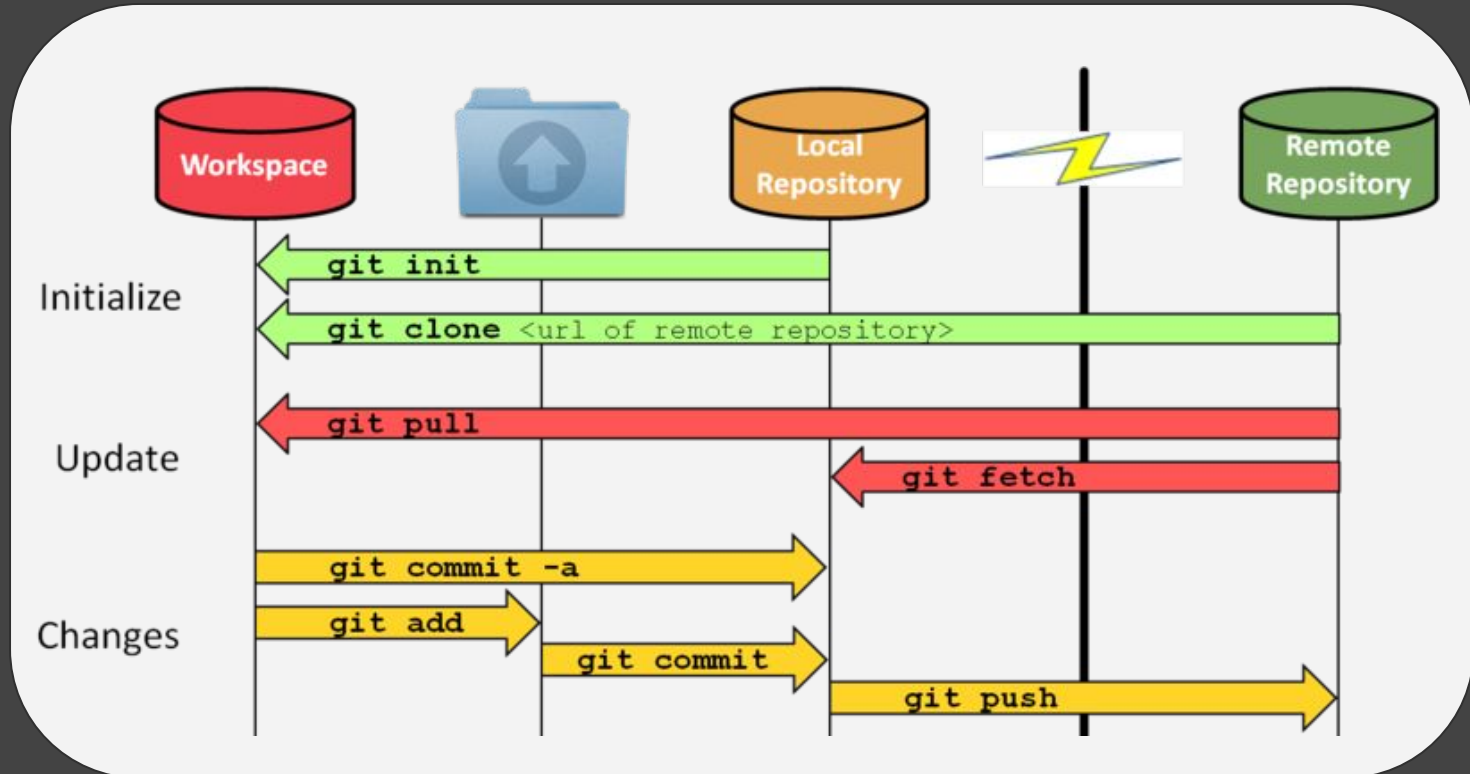 Workspace
Local
Repository
Remote
Repository
Initialize
git init
git clone <url of remote repository>
Update
git pull
git fetch
Changes
git commit -a
git add
git commit
git push